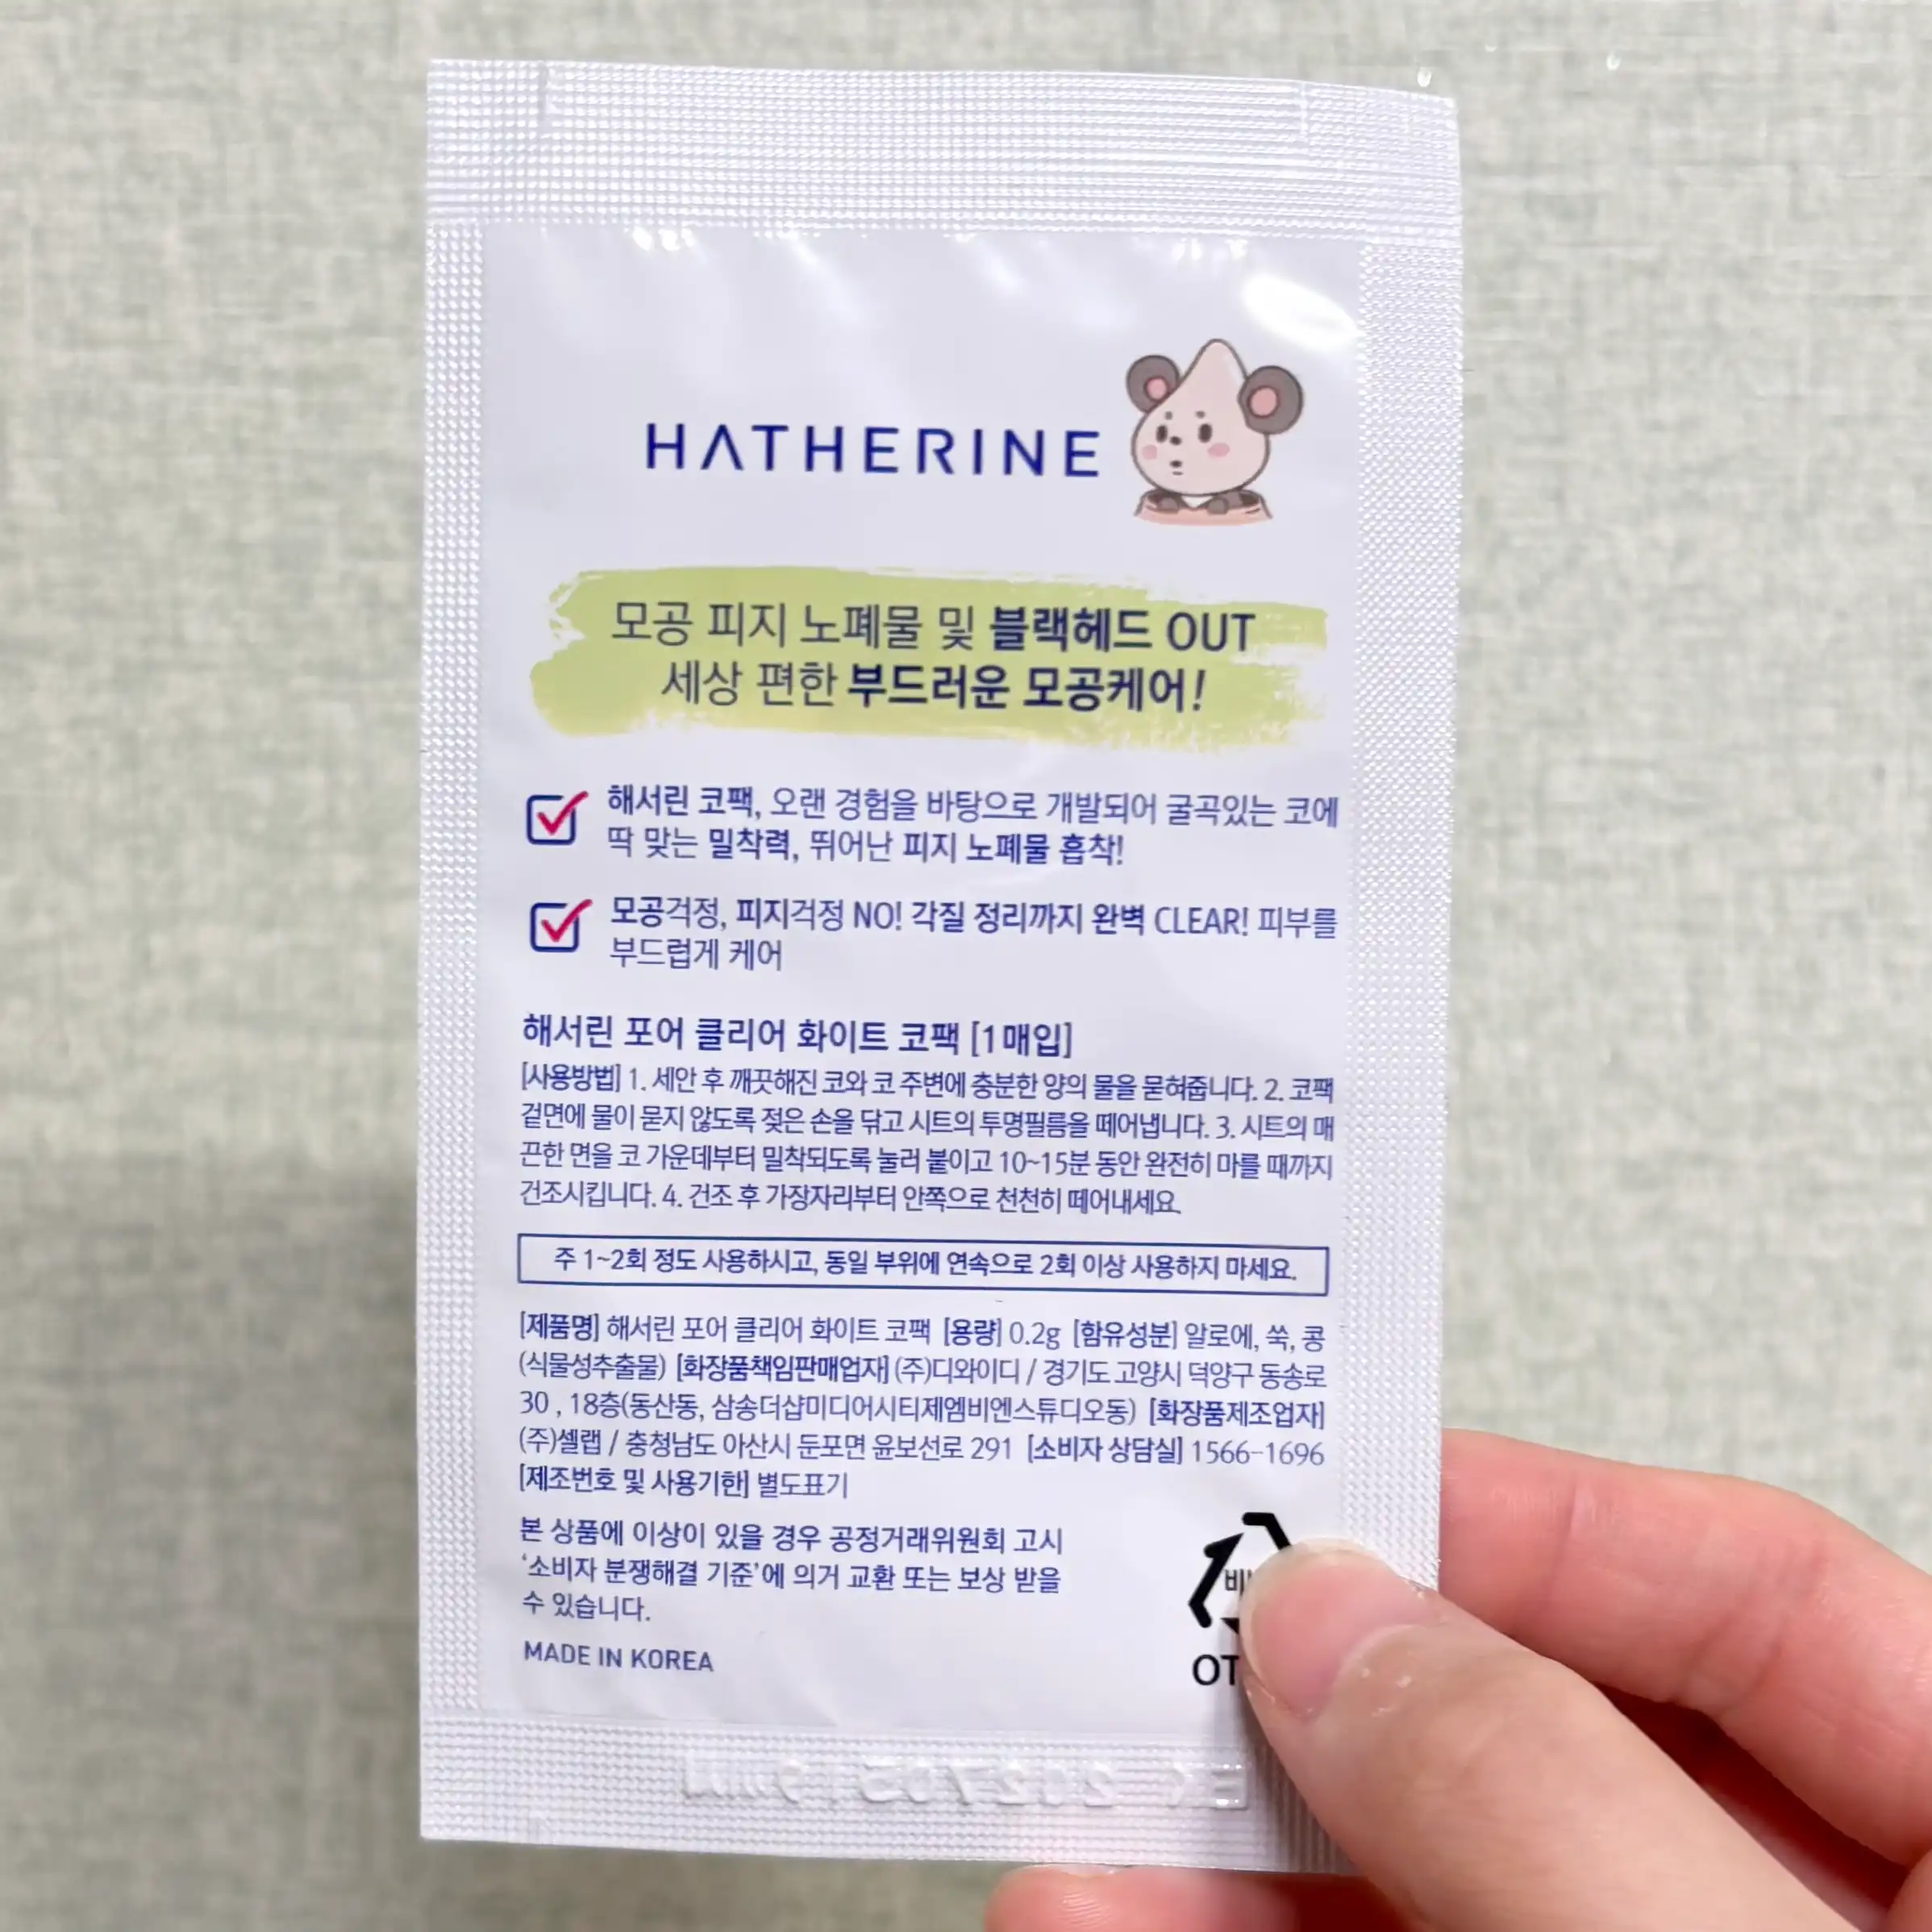 HATHERINE
모공 피지 노폐물 및 블랙헤드 OUT
세상 편한 부드러운 모공케어!
해서린 코팩, 오랜 경험을 바탕으로 개발되어 굴곡있는 코에
딱 맞는 밀착력, 뛰어난 피지 노폐물 흡착!
모공걱정, 피지걱정 NO! 각질 정리까지 완벽 CLEAR! 피부를
부드럽게 케어
해서린 포어 클리어 화이트 코팩 [1매입]
[사용방법] 1. 세안 후 깨끗해진 코와 코 주변에 충분한 양의 물을 묻혀줍니다. 2. 코팩
겉면에 물이 묻지 않도록 젖은 손을 닦고 시트의 투명필름을 떼어냅니다. 3. 시트의 매
끈한 면을 코 가운데부터 밀착되도록 눌러 붙이고 10~15분 동안 완전히 마를 때까지
건조시킵니다. 4. 건조 후 가장자리부터 안쪽으로 천천히 떼어내세요.
주 1~2회 정도 사용하시고, 동일 부위에 연속으로 2회 이상 사용하지 마세요.
[제품명] 해서린 포어 클리어 화이트 코팩 [용량] 0.2g [함유성분] 알로에, 쑥, 콩
(식물성추출물) [화장품책임판매업자] (주)디와이디 / 경기도 고양시 덕양구 동송로
30 , 18층(동산동, 삼송더샵미디어시티제엠비엔스튜디오동) [화장품제조업자]
(주)셀랩 / 충청남도 아산시 둔포면 윤보선로 291 [소비자 상담실] 1566-1696
[제조번호 및 사용기한] 별도표기
본 상품에 이상이 있을 경우 공정거래위원회 고시
‘소비자 분쟁해결 기준’에 의거 교환 또는 보상 받을
수 있습니다.
MADE IN KOREA